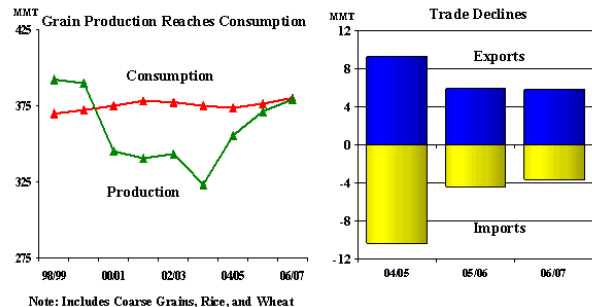 Grain Production Reaches Consumption
MMT
425
375
325
275
Consumption
Production
98/99 00/01 02/03 04/05 06/07
Note: Includes Coarse Grains, Rice, and Wheat
Trade Declines
MMT
12
8
4
0
-4
-8
-12
Exports
Imports
04/05 05/06 06/07